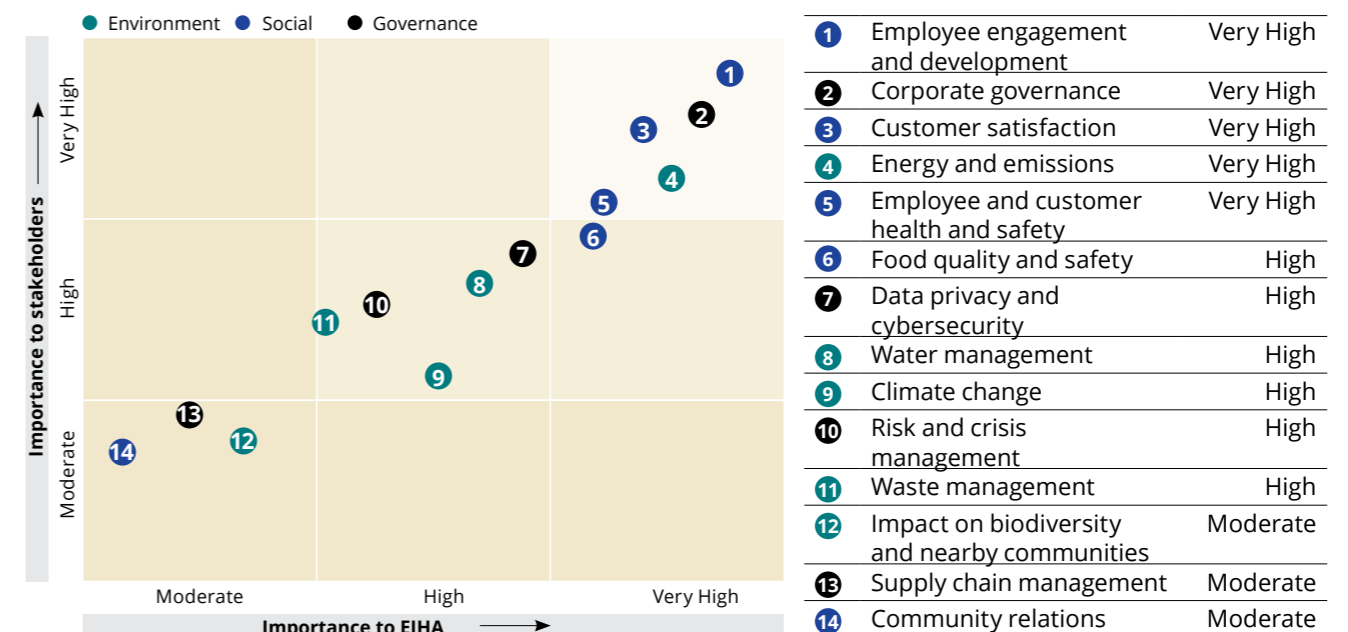 Environment Social Governance
Importance to stakeholders
Very High
High
Moderate
1
2
3
4
5
6
7
8
10
11
9
13
12
14
Moderate High Very High
Importance to EIHA
1 Employee engagement Very High
and development
2 Corporate governance Very High
3 Customer satisfaction Very High
4 Energy and emissions Very High
5 Employee and customer Very High
health and safety
6 Food quality and safety High
7 Data privacy and High
cybersecurity
8 Water management High
9 Climate change High
10 Risk and crisis High
management
11 Waste management High
12 Impact on biodiversity Moderate
and nearby communities
13 Supply chain management Moderate
14 Community relations Moderate